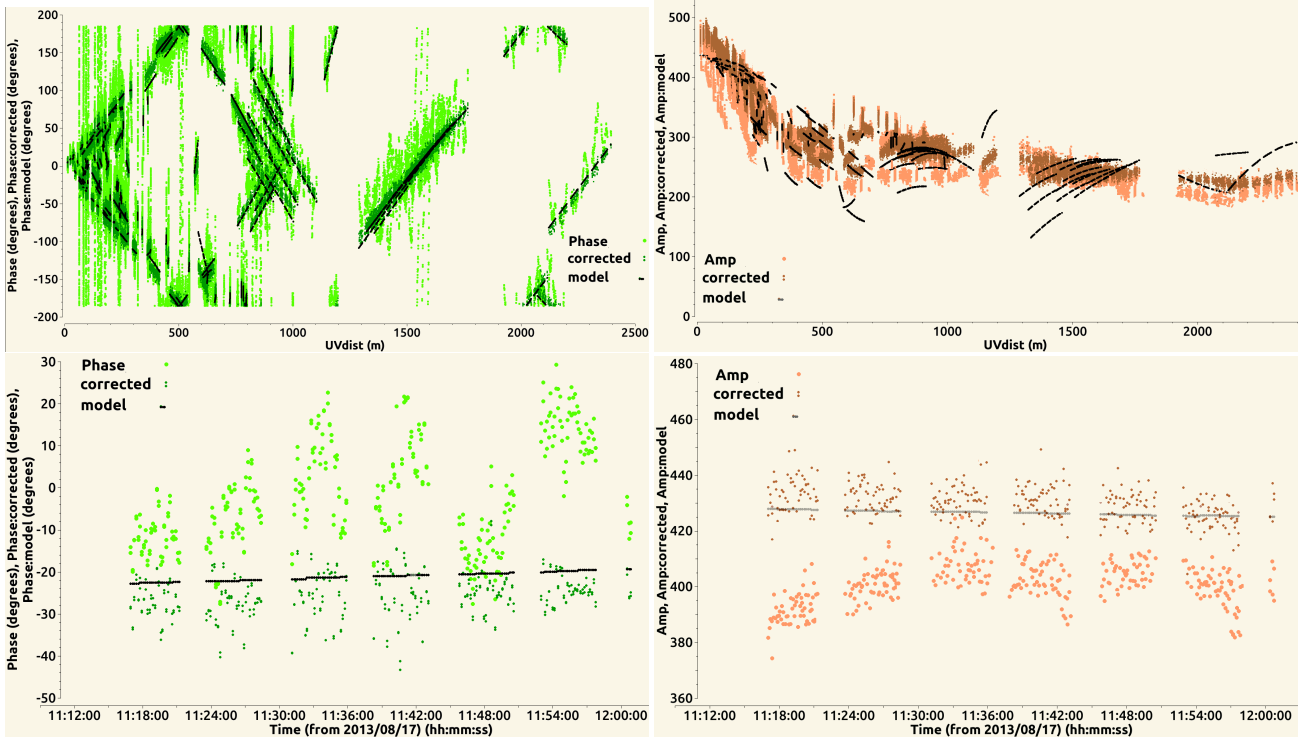 Phase (degrees), Phase:corrected (degrees),
Phase:model (degrees)
200
150
100
50
0
-50
-100
-150
-200
Phase
corrected
model
0 500 1000 1500 2000 2500
UVdist (m)
Amp, Amp:corrected, Amp:model
500
400
300
200
100
0
Amp
corrected
model
0 500 1000 1500 2000
UVdist (m)
Phase (degrees), Phase:corrected (degrees),
Phase:model (degrees)
30
20
10
0
-10
-20
-30
-40
-50
Phase
corrected
model
11:12:00 11:18:00 11:24:00 11:30:00 11:36:00 11:42:00 11:48:00 11:54:00 12:00:00
Time (from 2013/08/17) (hh:mm:ss)
Amp, Amp:corrected, Amp:model
480
460
440
420
400
380
360
Amp
corrected
model
11:12:00 11:18:00 11:24:00 11:30:00 11:36:00 11:42:00 11:48:00 11:54:00 12:00:00
Time (from 2013/08/17) (hh:mm:ss)